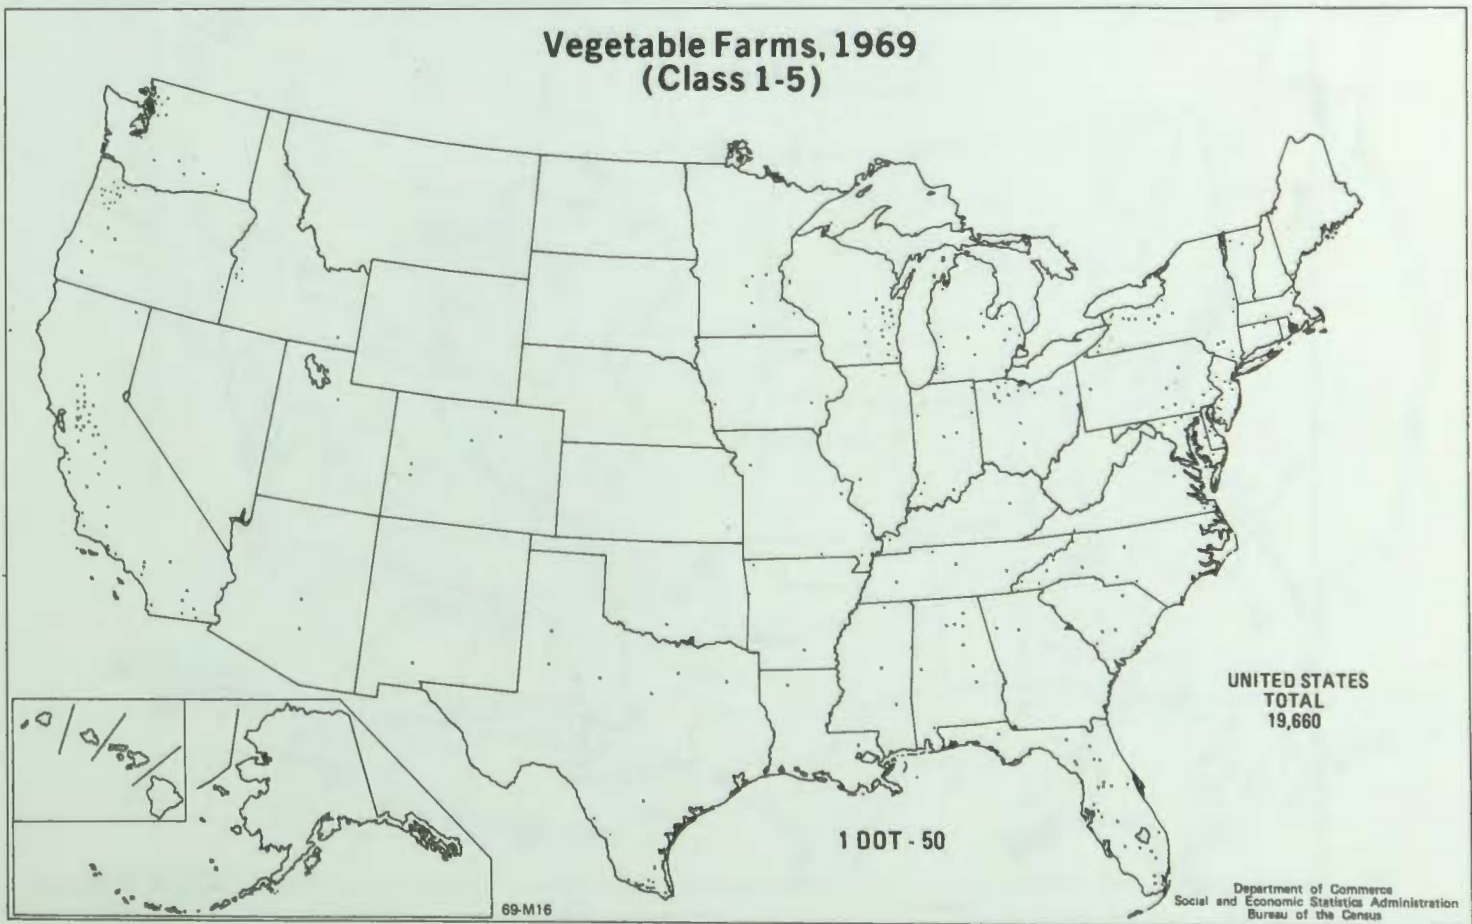 Vegetable Farms, 1969
(Class 1-5)
UNITED STATES
TOTAL
19,660
1 DOT - 50
69-M16
Department of Commerce
Social and Economic Statistics Administration
Bureau of the Census